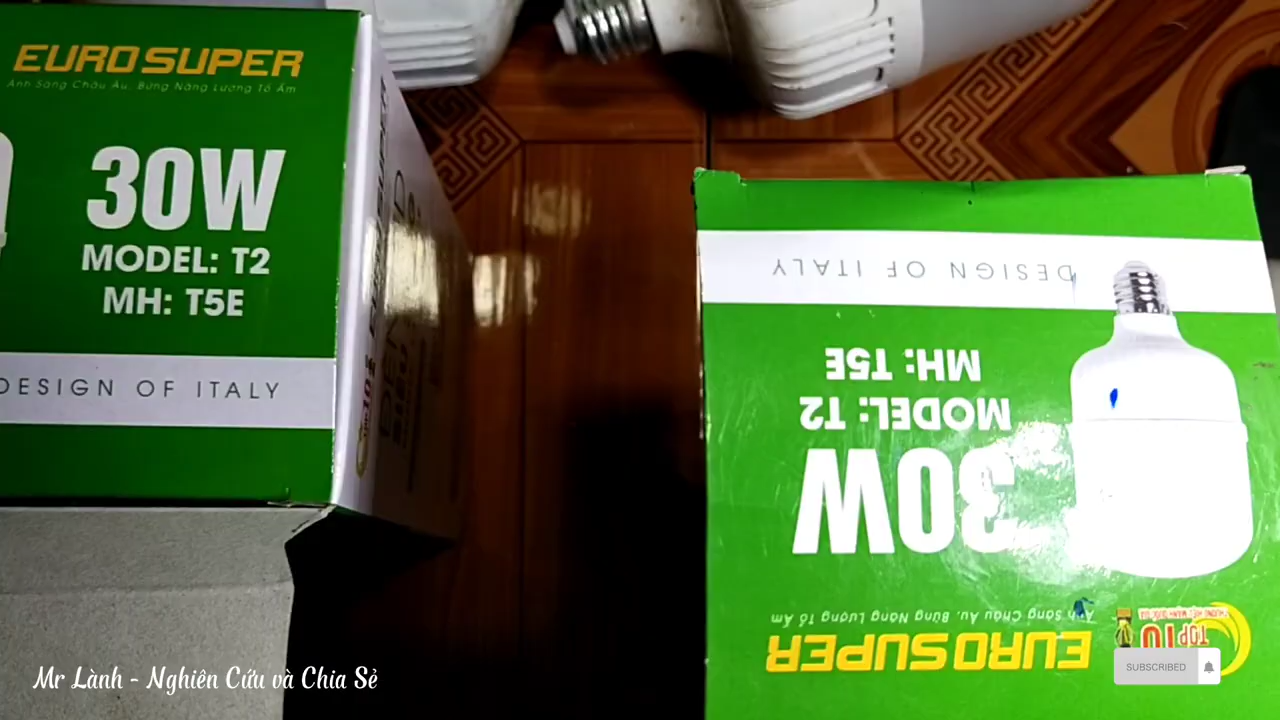 EURO SUPER
Ánh Sáng Châu Âu, Bừng Năng Lượng Tổ Ấm
30W
MODEL: T2
MH: T5E
DESIGN OF ITALY
DESIGN OF ITALY
MH: T5E
MODEL: T2
30W
Ánh Sáng Châu Âu, Bừng Năng Lượng Tổ Ấm
EURO SUPER
TOP 10
SUBSCRIBED
Mr Lành - Nghiên Cứu và Chia Sẻ